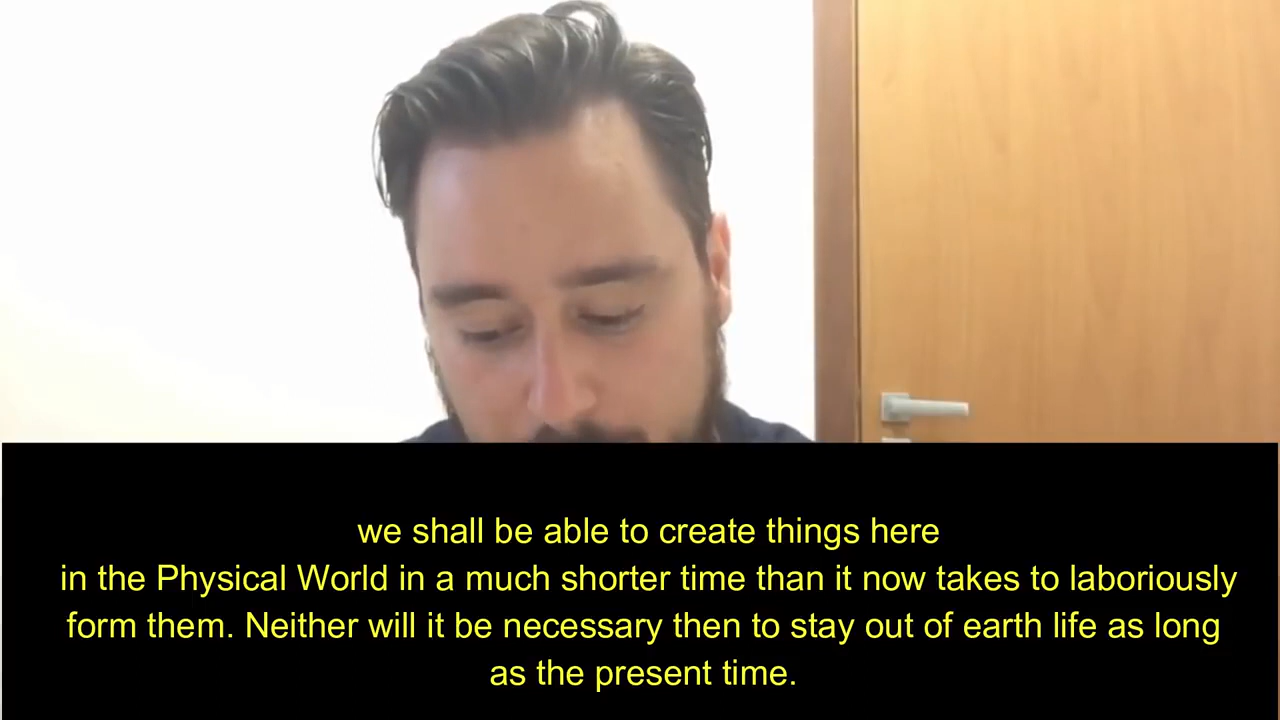 we shall be able to create things here
in the Physical World in a much shorter time than it now takes to laboriously
form them. Neither will it be necessary then to stay out of earth life as long
as the present time.